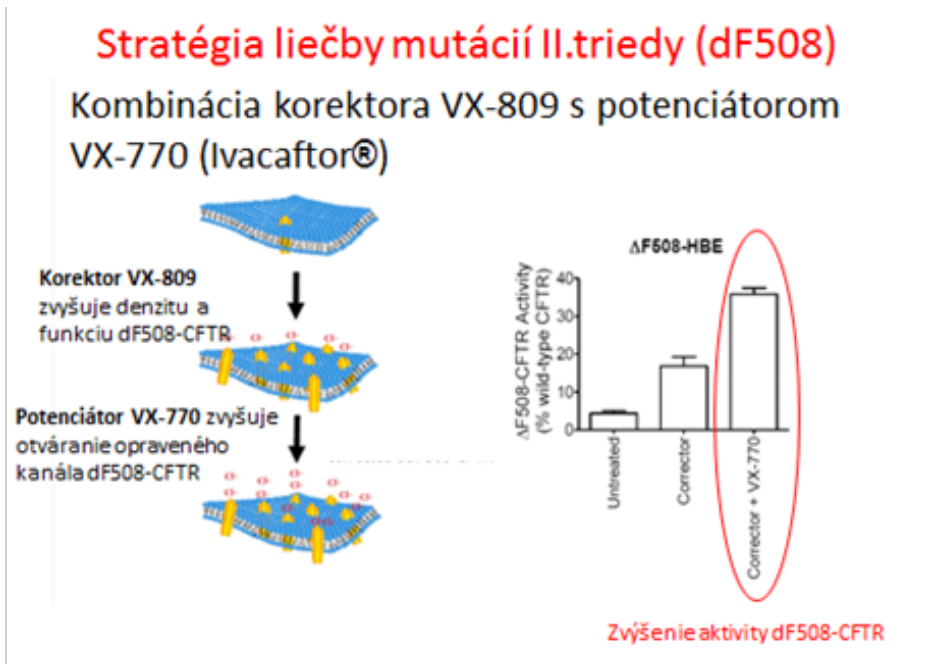 Stratégia liečby mutácií II.triedy (dF508)
Kombinácia korektora VX-809 s potenciátorom
VX-770 (Ivacaftor®)
Korektor VX-809
zvyšuje denzitu a
funkciu dF508-CFTR
Potenciátor VX-770 zvyšuje
otváranie opraveného
kanála dF508-CFTR
ΔF508-HBE
ΔF508-CFTR Activity
(% wild-type CFTR)
40
30
20
10
0
Untreated
Corrector
Corrector + VX-770
Zvýšenie aktivity dF508-CFTR